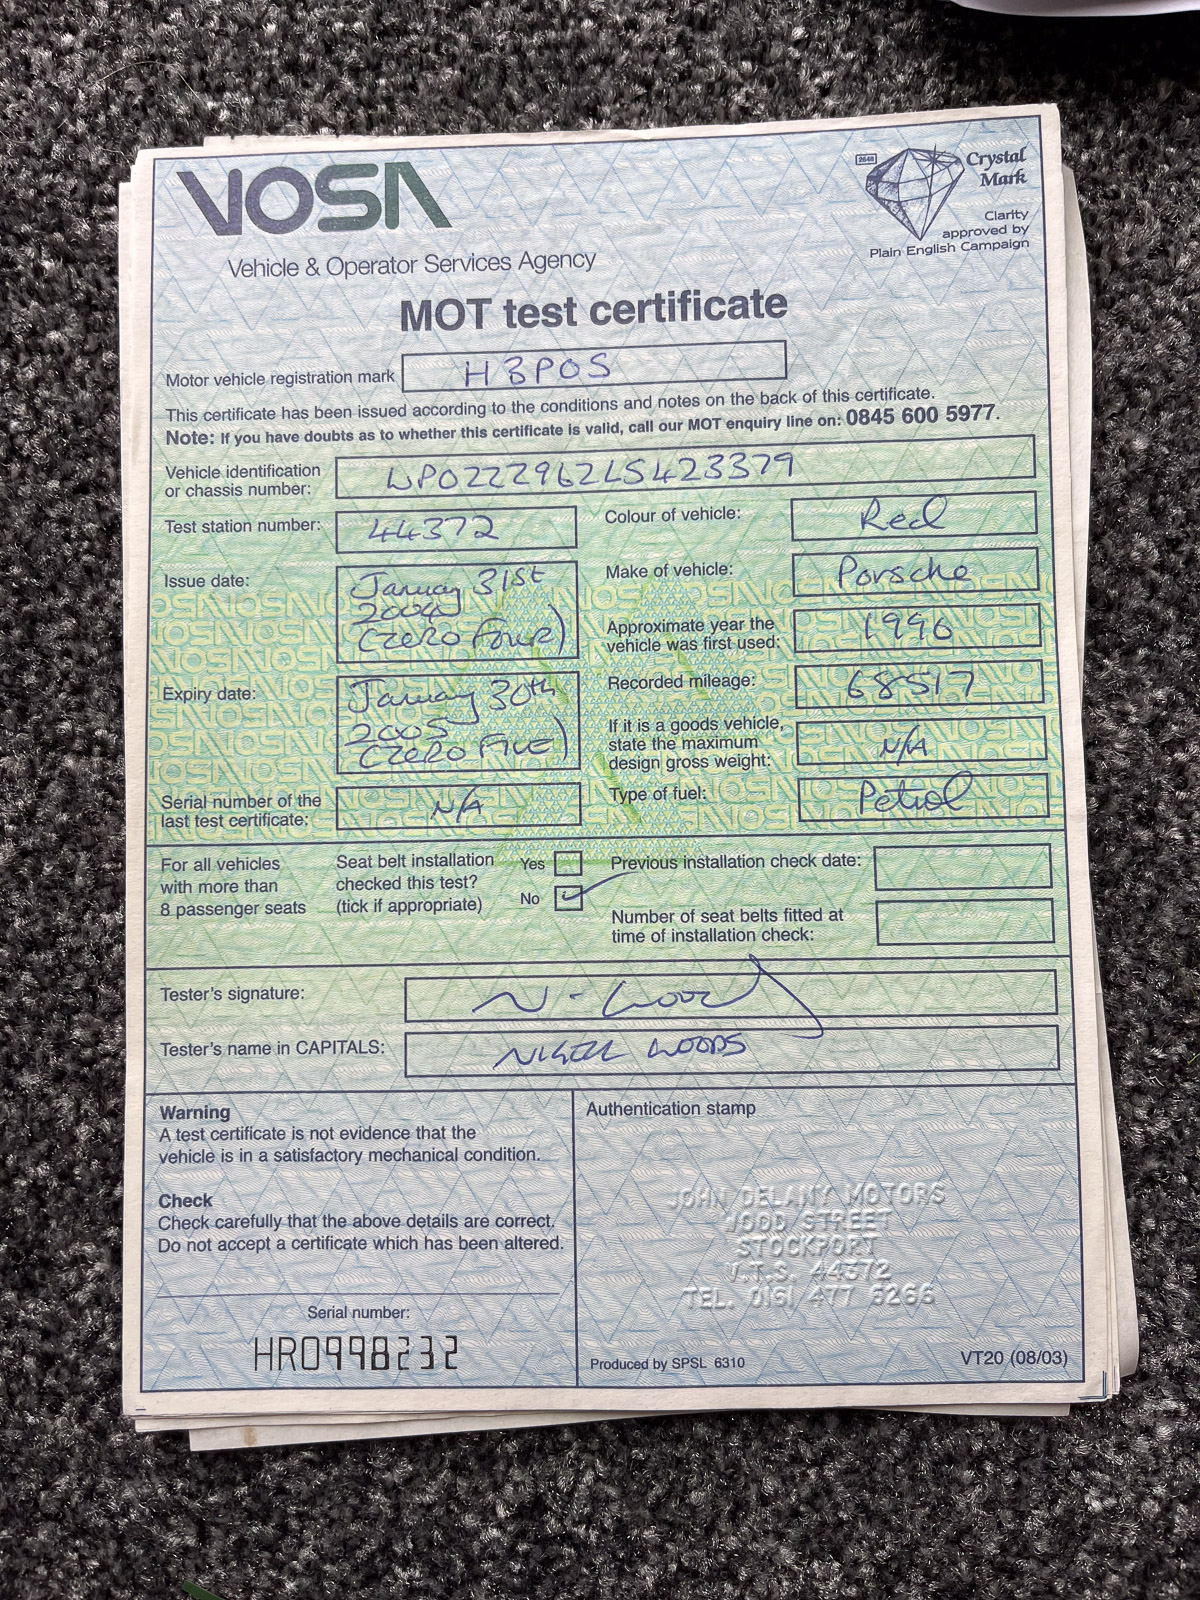 VOSA
Vehicle & Operator Services Agency
2648
Crystal
Mark
Clarity
approved by
Plain English Campaign
MOT test certificate
Motor vehicle registration mark H3POS
This certificate has been issued according to the conditions and notes on the back of this certificate.
Note: If you have doubts as to whether this certificate is valid, call our MOT enquiry line on: 0845 600 5977.
Vehicle identification
or chassis number: WP0ZZZ96ZLS423379
Test station number: 44372
Colour of vehicle: Red
Issue date: January 31st
2004
(ZERO FOUR)
Make of vehicle: Porsche
Approximate year the
vehicle was first used: 1996
Expiry date: January 30th
2005
(ZERO FIVE)
Recorded mileage: 68517
If it is a goods vehicle,
state the maximum
design gross weight: N/A
Serial number of the
last test certificate: N/A
Type of fuel: Petrol
For all vehicles
with more than
8 passenger seats
Seat belt installation
checked this test?
(tick if appropriate)
Yes
No
Previous installation check date:
Number of seat belts fitted at
time of installation check:
Tester's signature: N. Woods
Tester's name in CAPITALS: NIGEL WOODS
Warning
A test certificate is not evidence that the
vehicle is in a satisfactory mechanical condition.
Check
Check carefully that the above details are correct.
Do not accept a certificate which has been altered.
Serial number:
HR0998232
Authentication stamp
JOHN DELANY MOTORS
WOOD STREET
STOCKPORT
V.T.S. 44372
TEL. 0161 477 5266
Produced by SPSL 6310
VT20 (08/03)